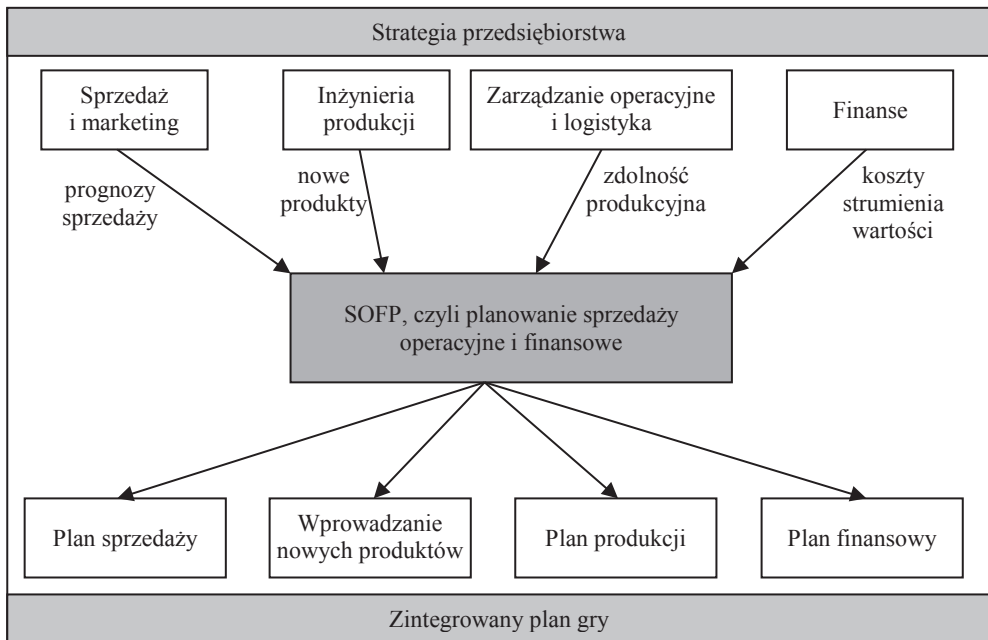 Strategia przedsiębiorstwa
Sprzedaż
i marketing
Inżynieria
produkcji
Zarządzanie operacyjne
i logistyka
Finanse
prognozy
sprzedaży
nowe
produkty
zdolność
produkcyjna
koszty
strumienia
wartości
SOFP, czyli planowanie sprzedaży
operacyjne i finansowe
Plan sprzedaży
Wprowadzanie
nowych produktów
Plan produkcji
Plan finansowy
Zintegrowany plan gry